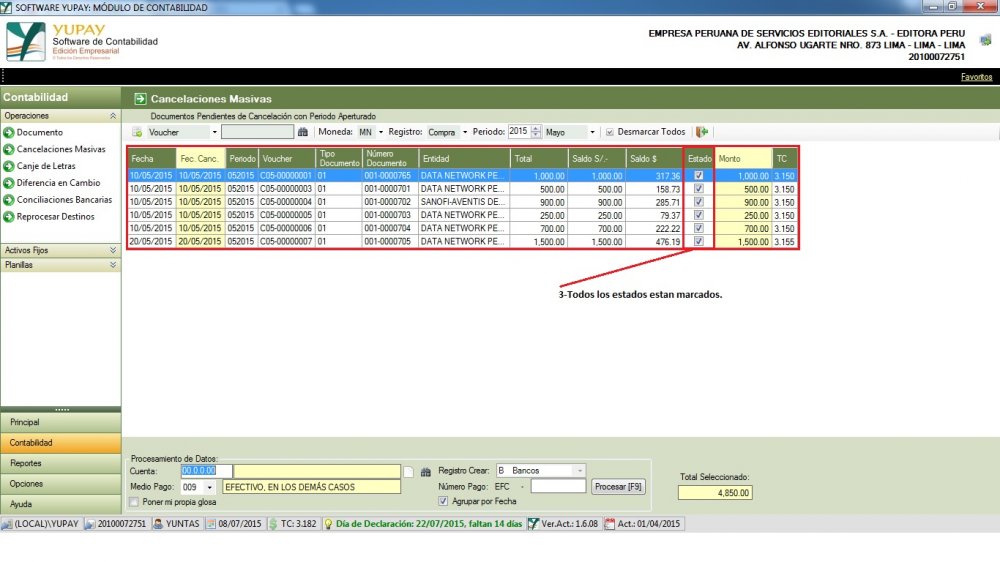 SOFTWARE YUPAY: MÓDULO DE CONTABILIDAD
YUPAY
Software de Contabilidad
Edición Empresarial
© Todos los Derechos Reservados
EMPRESA PERUANA DE SERVICIOS EDITORIALES S.A. - EDITORA PERU
AV. ALFONSO UGARTE NRO. 873 LIMA - LIMA - LIMA
20100072751
Favoritos
Contabilidad
Operaciones
Documento
Cancelaciones Masivas
Canje de Letras
Diferencia en Cambio
Conciliaciones Bancarias
Reprocesar Destinos
Activos Fijos
Planillas
Principal
Contabilidad
Reportes
Opciones
Ayuda
Cancelaciones Masivas
Documentos Pendientes de Cancelación con Periodo Aperturado
Voucher Moneda: MN Registro: Compra Periodo: 2015 Mayo Desmarcar Todos
Fecha Fec. Canc. Periodo Voucher Tipo Documento Número Documento Entidad Total Saldo S/.- Saldo $ Estado Monto TC
10/05/2015 10/05/2015 052015 C05-00000001 01 001-0000765 DATA NETWORK PE... 1,000.00 1,000.00 317.36 1,000.00 3.150
10/05/2015 10/05/2015 052015 C05-00000003 01 001-0000701 DATA NETWORK PE... 500.00 500.00 158.73 500.00 3.150
10/05/2015 10/05/2015 052015 C05-00000004 01 001-0000702 SANOFI-AVENTIS DE... 900.00 900.00 285.71 900.00 3.150
10/05/2015 10/05/2015 052015 C05-00000005 01 001-0000703 DATA NETWORK PE... 250.00 250.00 79.37 250.00 3.150
10/05/2015 10/05/2015 052015 C05-00000006 01 001-0000704 DATA NETWORK PE... 700.00 700.00 222.22 700.00 3.150
20/05/2015 20/05/2015 052015 C05-00000007 01 001-0000705 DATA NETWORK PE... 1,500.00 1,500.00 476.19 1,500.00 3.155
3-Todos los estados estan marcados.
Procesamiento de Datos:
Cuenta: 00.0.0.00 Registro Crear: B Bancos
Medio Pago: 009 EFECTIVO, EN LOS DEMÁS CASOS Número Pago: EFC - Procesar [F9]
Poner mi propia glosa Agrupar por Fecha
Total Seleccionado:
4,850.00
(LOCAL)\YUPAY 20100072751 YUNTAS 08/07/2015 TC: 3.182 Día de Declaración: 22/07/2015, faltan 14 días Ver.Act.: 1.6.08 Act.: 01/04/2015